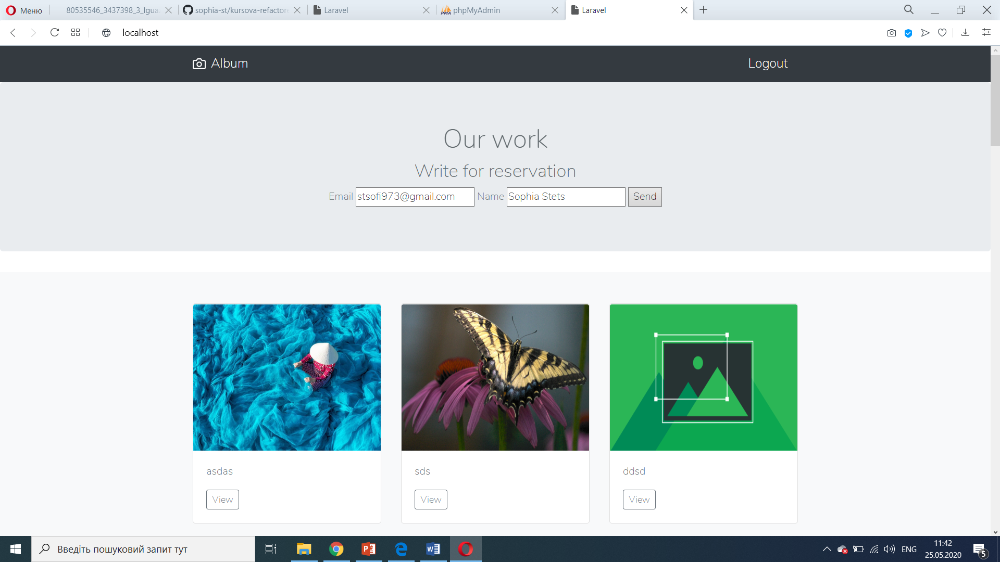 Меню
80535546_3437398_3_Igua
sophia-st/kursova-refactore
Laravel
phpMyAdmin
Laravel
localhost
Album
Logout
Our work
Write for reservation
Email stsofi973@gmail.com Name Sophia Stets Send
asdas
sds
ddsd
View
View
View
Введіть пошуковий запит тут
ENG
11:42
25.05.2020
5